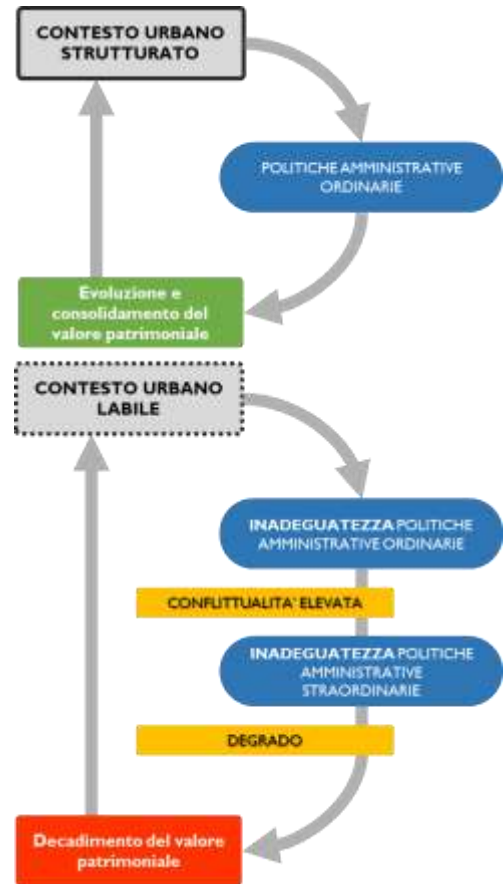 CONTESTO URBANO
STRUTTURATO
POLITICHE AMMINISTRATIVE
ORDINARIE
Evoluzione e
consolidamento del
valore patrimoniale
CONTESTO URBANO
LABILE
INADEGUATEZZA POLITICHE
AMMINISTRATIVE ORDINARIE
CONFLITTUALITA' ELEVATA
INADEGUATEZZA POLITICHE
AMMINISTRATIVE
STRAORDINARIE
DEGRADO
Decadimento del valore
patrimoniale